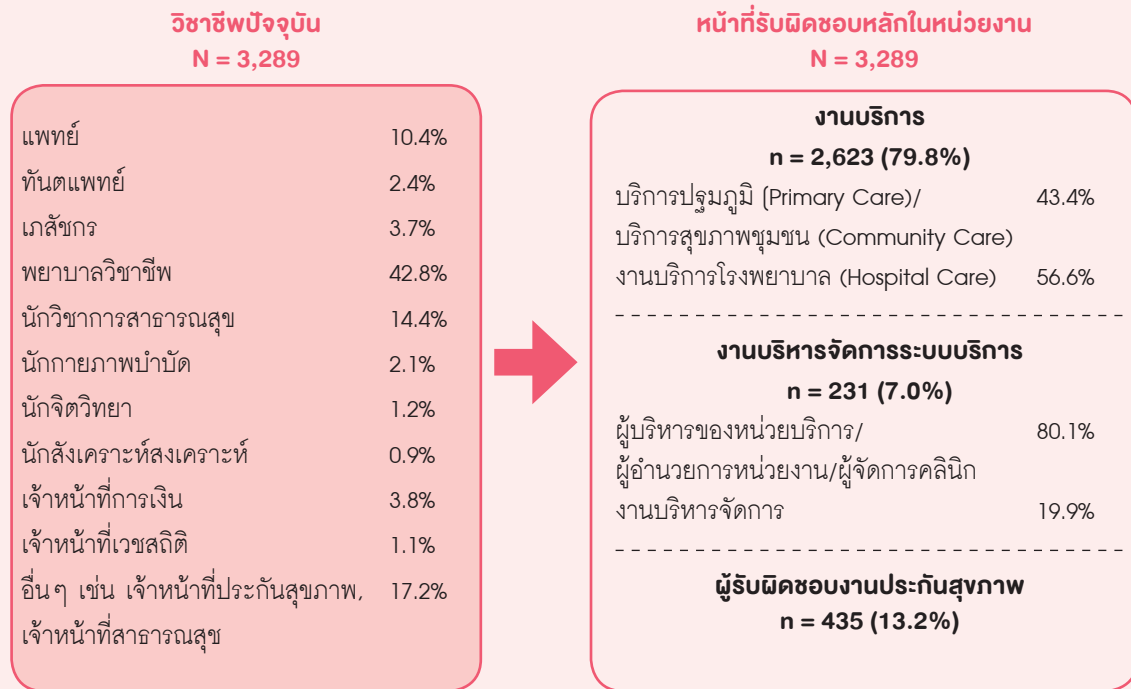 วิชาชีพปัจจุบัน
N = 3,289
แพทย์ 10.4%
ทันตแพทย์ 2.4%
เภสัชกร 3.7%
พยาบาลวิชาชีพ 42.8%
นักวิชาการสาธารณสุข 14.4%
นักกายภาพบำบัด 2.1%
นักจิตวิทยา 1.2%
นักสังเคราะห์สงเคราะห์ 0.9%
เจ้าหน้าที่การเงิน 3.8%
เจ้าหน้าที่เวชสถิติ 1.1%
อื่นๆ เช่น เจ้าหน้าที่ประกันสุขภาพ, 17.2%
เจ้าหน้าที่สาธารณสุช
หน้าที่รับผิดชอบหลักในหน่วยงาน
N = 3,289
งานบริการ
n = 2,623 (79.8%)
บริการปฐมภูมิ (Primary Care)/ 43.4%
บริการสุขภาพชุมชน (Community Care)
งานบริการโรงพยาบาล (Hospital Care) 56.6%
งานบริหารจัดการระบบบริการ
n = 231 (7.0%)
ผู้บริหารของหน่วยบริการ/ 80.1%
ผู้อำนวยการหน่วยงาน/ผู้จัดการคลินิก
งานบริหารจัดการ 19.9%
ผู้รับผิดชอบงานประกันสุขภาพ
n = 435 (13.2%)